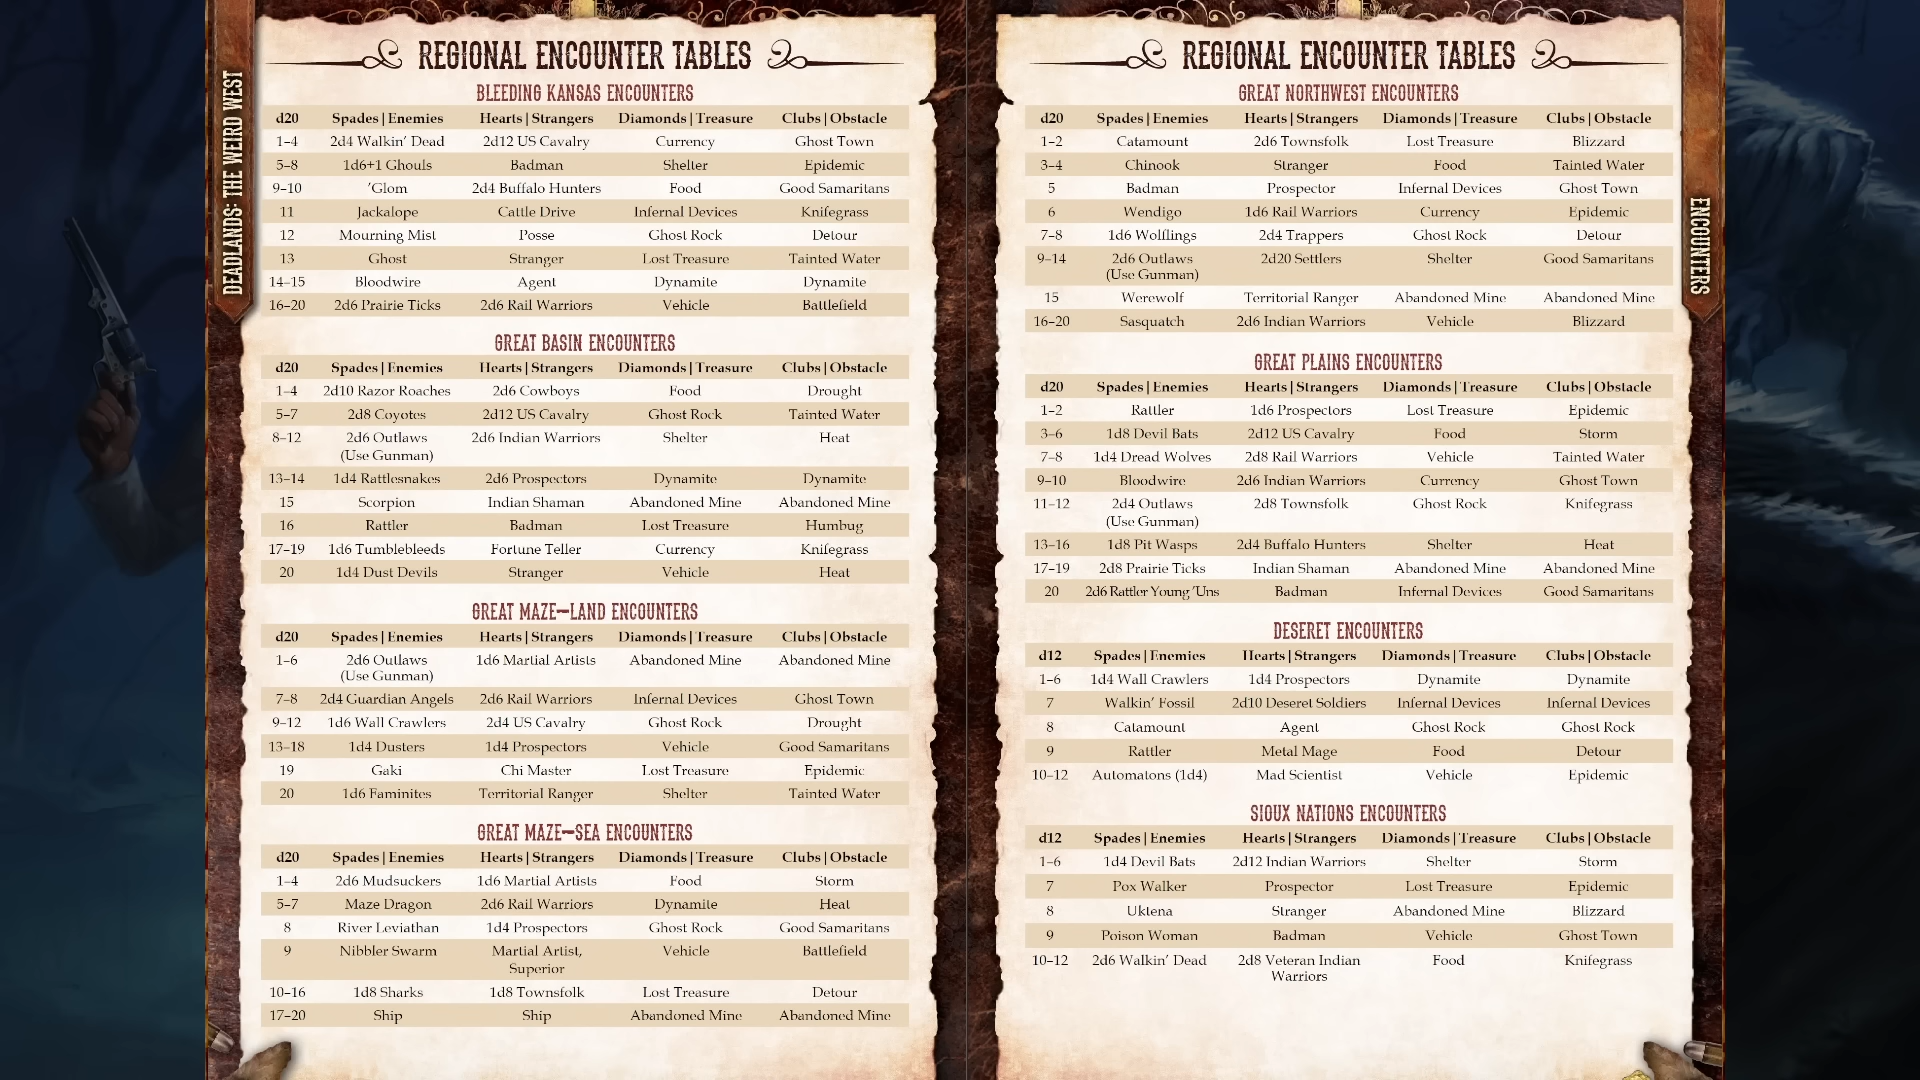 DEADLANDS: THE WEIRD WEST
REGIONAL ENCOUNTER TABLES
BLEEDING KANSAS ENCOUNTERS
d20 Spades|Enemies Hearts|Strangers Diamonds|Treasure Clubs|Obstacle
1–4 2d4 Walkin’ Dead 2d12 US Cavalry Currency Ghost Town
5–8 1d6+1 Ghouls Badman Shelter Epidemic
9–10 ’Glom 2d4 Buffalo Hunters Food Good Samaritans
11 Jackalope Cattle Drive Infernal Devices Knifegrass
12 Mourning Mist Posse Ghost Rock Detour
13 Ghost Stranger Lost Treasure Tainted Water
14–15 Bloodwire Agent Dynamite Dynamite
16–20 2d6 Prairie Ticks 2d6 Rail Warriors Vehicle Battlefield
GREAT BASIN ENCOUNTERS
d20 Spades|Enemies Hearts|Strangers Diamonds|Treasure Clubs|Obstacle
1–4 2d10 Razor Roaches 2d6 Cowboys Food Drought
5–7 2d8 Coyotes 2d12 US Cavalry Ghost Rock Tainted Water
8–12 2d6 Outlaws 2d6 Indian Warriors Shelter Heat
(Use Gunman)
13–14 1d4 Rattlesnakes 2d6 Prospectors Dynamite Dynamite
15 Scorpion Indian Shaman Abandoned Mine Abandoned Mine
16 Rattler Badman Lost Treasure Humbug
17–19 1d6 Tumblebleeds Fortune Teller Currency Knifegrass
20 1d4 Dust Devils Stranger Vehicle Heat
GREAT MAZE—LAND ENCOUNTERS
d20 Spades|Enemies Hearts|Strangers Diamonds|Treasure Clubs|Obstacle
1–6 2d6 Outlaws 1d6 Martial Artists Abandoned Mine Abandoned Mine
(Use Gunman)
7–8 2d4 Guardian Angels 2d6 Rail Warriors Infernal Devices Ghost Town
9–12 1d6 Wall Crawlers 2d4 US Cavalry Ghost Rock Drought
13–18 1d4 Dusters 1d4 Prospectors Vehicle Good Samaritans
19 Gaki Chi Master Lost Treasure Epidemic
20 1d6 Faminites Territorial Ranger Shelter Tainted Water
GREAT MAZE—SEA ENCOUNTERS
d20 Spades|Enemies Hearts|Strangers Diamonds|Treasure Clubs|Obstacle
1–4 2d6 Mudsuckers 1d6 Martial Artists Food Storm
5–7 Maze Dragon 2d6 Rail Warriors Dynamite Heat
8 River Leviathan 1d4 Prospectors Ghost Rock Good Samaritans
9 Nibbler Swarm Martial Artist, Vehicle Battlefield
Superior
10–16 1d8 Sharks 1d8 Townsfolk Lost Treasure Detour
17–20 Ship Ship Abandoned Mine Abandoned Mine
REGIONAL ENCOUNTER TABLES
GREAT NORTHWEST ENCOUNTERS
d20 Spades|Enemies Hearts|Strangers Diamonds|Treasure Clubs|Obstacle
1–2 Catamount 2d6 Townsfolk Lost Treasure Blizzard
3–4 Chinook Stranger Food Tainted Water
5 Badman Prospector Infernal Devices Ghost Town
6 Wendigo 1d6 Rail Warriors Currency Epidemic
7–8 1d6 Wolflings 2d4 Trappers Ghost Rock Detour
9–14 2d6 Outlaws 2d20 Settlers Shelter Good Samaritans
(Use Gunman)
15 Werewolf Territorial Ranger Abandoned Mine Abandoned Mine
16–20 Sasquatch 2d6 Indian Warriors Vehicle Blizzard
GREAT PLAINS ENCOUNTERS
d20 Spades|Enemies Hearts|Strangers Diamonds|Treasure Clubs|Obstacle
1–2 Rattler 1d6 Prospectors Lost Treasure Epidemic
3–6 1d8 Devil Bats 2d12 US Cavalry Food Storm
7–8 1d4 Dread Wolves 2d8 Rail Warriors Vehicle Tainted Water
9–10 Bloodwire 2d6 Indian Warriors Currency Ghost Town
11–12 2d4 Outlaws 2d8 Townsfolk Ghost Rock Knifegrass
(Use Gunman)
13–16 1d8 Pit Wasps 2d4 Buffalo Hunters Shelter Heat
17–19 2d8 Prairie Ticks Indian Shaman Abandoned Mine Abandoned Mine
20 2d6 Rattler Young ’Uns Badman Infernal Devices Good Samaritans
DESERET ENCOUNTERS
d12 Spades|Enemies Hearts|Strangers Diamonds|Treasure Clubs|Obstacle
1–6 1d4 Wall Crawlers 1d4 Prospectors Dynamite Dynamite
7 Walkin’ Fossil 2d10 Deseret Soldiers Infernal Devices Infernal Devices
8 Catamount Agent Ghost Rock Ghost Rock
9 Rattler Metal Mage Food Detour
10–12 Automatons (1d4) Mad Scientist Vehicle Epidemic
SIOUX NATIONS ENCOUNTERS
d12 Spades|Enemies Hearts|Strangers Diamonds|Treasure Clubs|Obstacle
1–6 1d4 Devil Bats 2d12 Indian Warriors Shelter Storm
7 Pox Walker Prospector Lost Treasure Epidemic
8 Uktena Stranger Abandoned Mine Blizzard
9 Poison Woman Badman Vehicle Ghost Town
10–12 2d6 Walkin’ Dead 2d8 Veteran Indian Food Knifegrass
Warriors
ENCOUNTERS